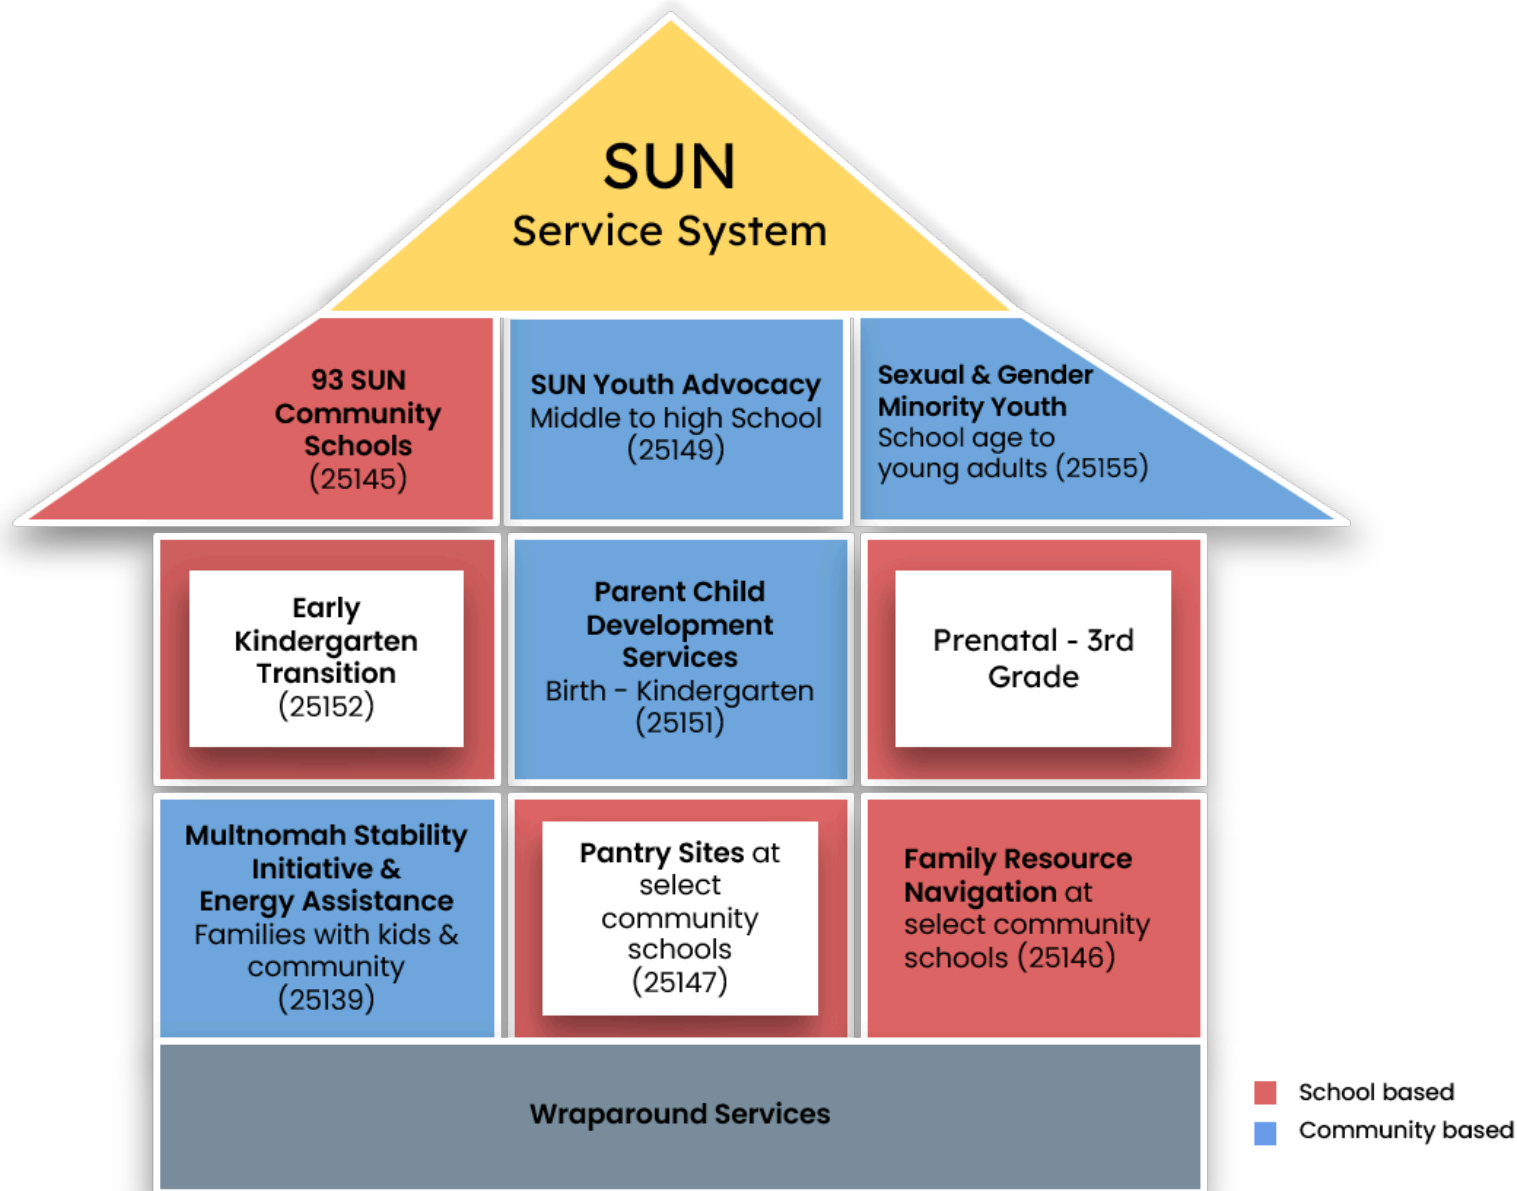 SUN
Service System
93 SUN
Community
Schools
(25145)
SUN Youth Advocacy
Middle to high School
(25149)
Sexual & Gender
Minority Youth
School age to
young adults (25155)
Early
Kindergarten
Transition
(25152)
Parent Child
Development
Services
Birth - Kindergarten
(25151)
Prenatal - 3rd
Grade
Multnomah Stability
Initiative &
Energy Assistance
Families with kids &
community
(25139)
Pantry Sites at
select
community
schools
(25147)
Family Resource
Navigation at
select community
schools (25146)
Wraparound Services
School based
Community based